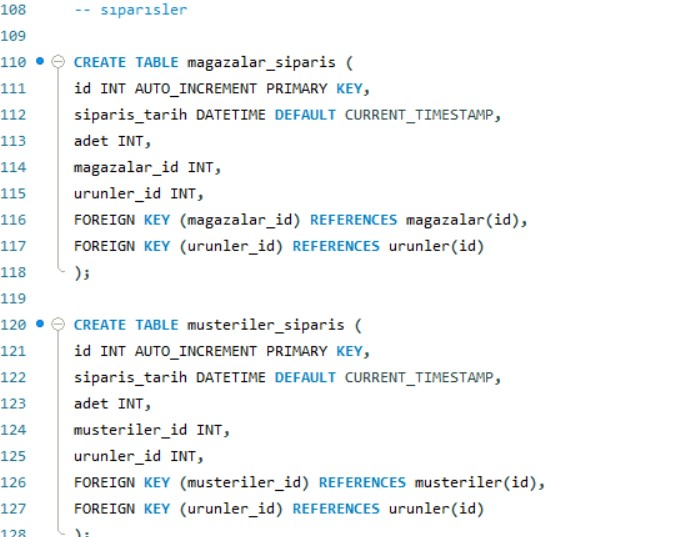 108 -- siparisler
109
110 CREATE TABLE magazalar_siparis (
111 id INT AUTO_INCREMENT PRIMARY KEY,
112 siparis_tarih DATETIME DEFAULT CURRENT_TIMESTAMP,
113 adet INT,
114 magazalar_id INT,
115 urunler_id INT,
116 FOREIGN KEY (magazalar_id) REFERENCES magazalar(id),
117 FOREIGN KEY (urunler_id) REFERENCES urunler(id)
118 );
119
120 CREATE TABLE musteriler_siparis (
121 id INT AUTO_INCREMENT PRIMARY KEY,
122 siparis_tarih DATETIME DEFAULT CURRENT_TIMESTAMP,
123 adet INT,
124 musteriler_id INT,
125 urunler_id INT,
126 FOREIGN KEY (musteriler_id) REFERENCES musteriler(id),
127 FOREIGN KEY (urunler_id) REFERENCES urunler(id)
128 );